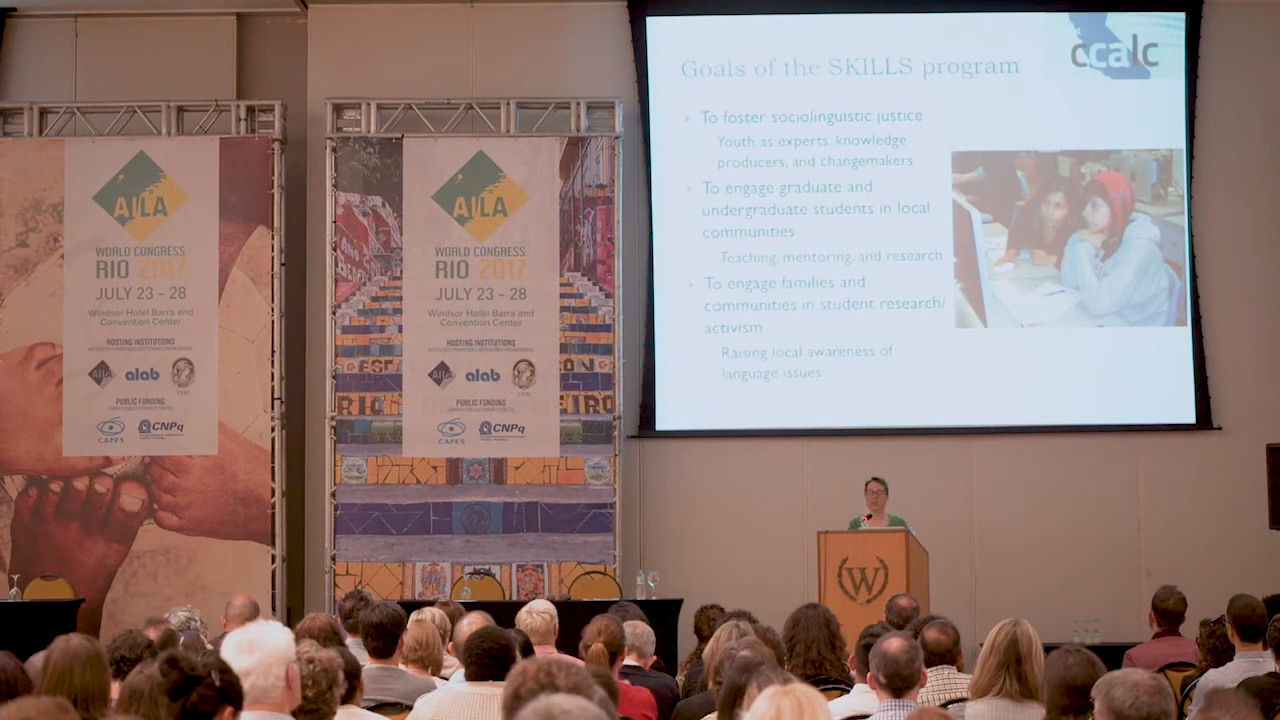 AILA
WORLD CONGRESS
RIO 2017
JULY 23 - 28
Windsor Hotel Barra and
Convention Center
HOSTING INSTITUTIONS
AILA
alab
PUBLIC FUNDING
CAPES
CNPq
AILA
WORLD CONGRESS
RIO 2017
JULY 23 - 28
Windsor Hotel Barra and
Convention Center
HOSTING INSTITUTIONS
AILA
alab
PUBLIC FUNDING
CAPES
CNPq
RIO
EIRO
ccalc
Goals of the SKILLS program
To foster sociolinguistic justice
Youth as experts, knowledge
producers, and changemakers
To engage graduate and
undergraduate students in local
communities
Teaching, mentoring, and research
To engage families and
communities in student research/
activism
Raising local awareness of
language issues
W